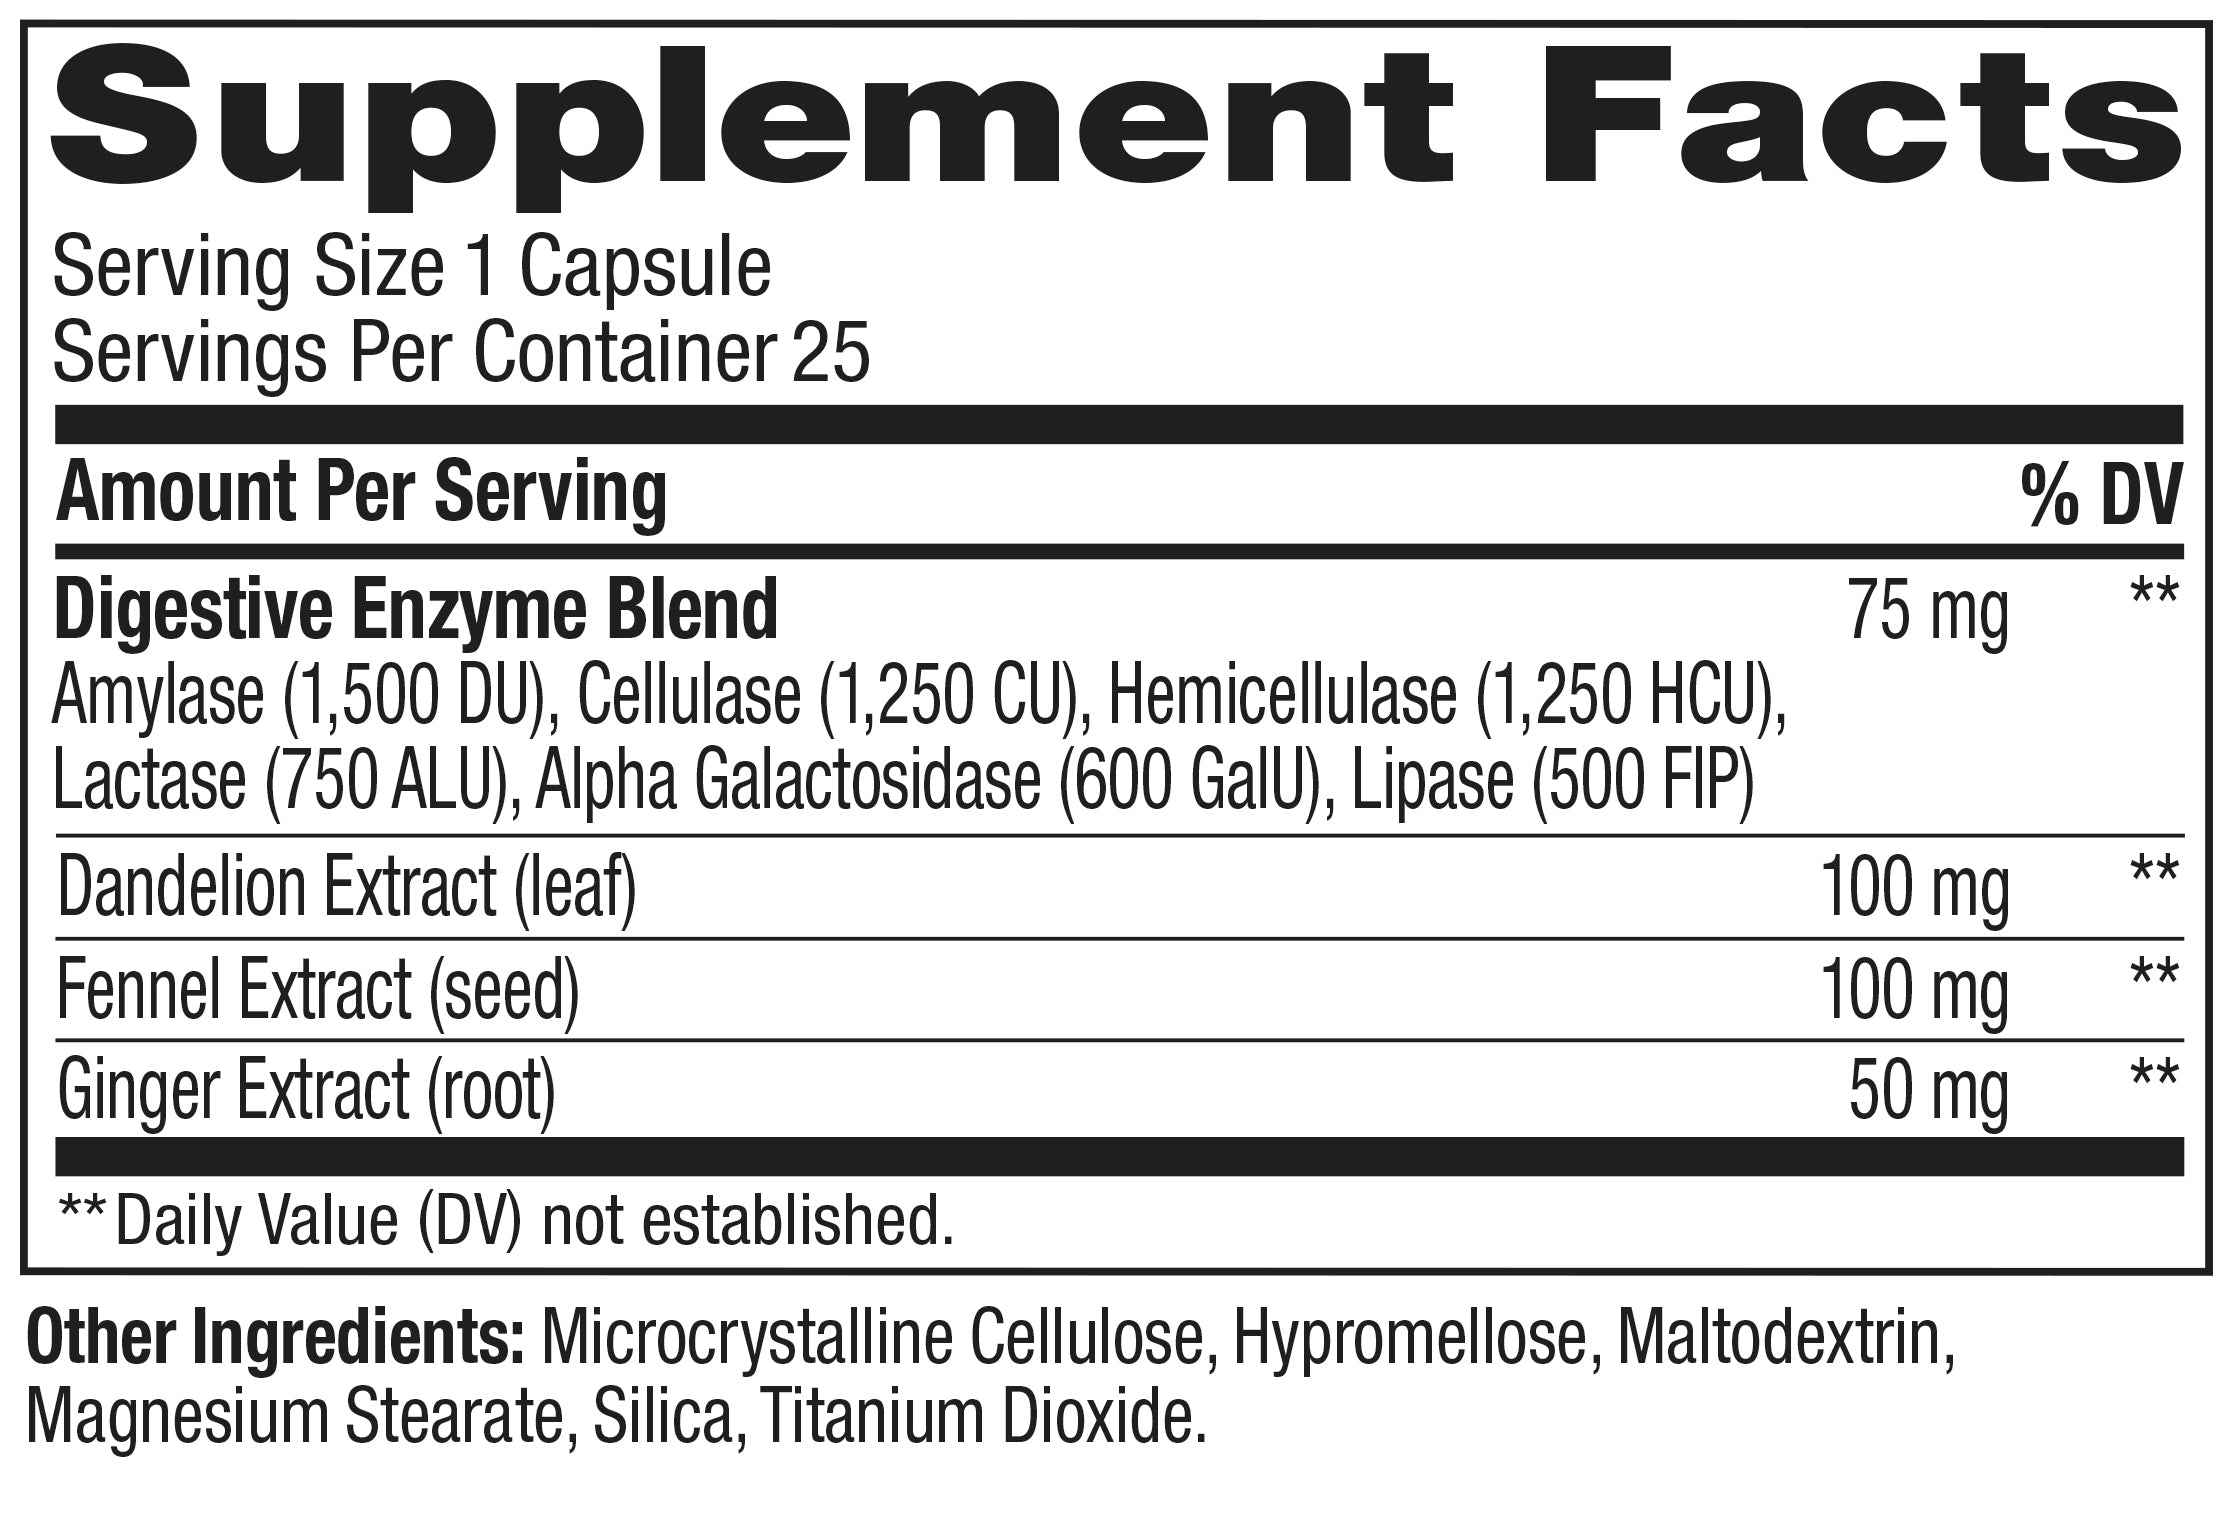 Supplement Facts
Serving Size 1 Capsule
Servings Per Container 25
Amount Per Serving % DV
Digestive Enzyme Blend 75 mg **
Amylase (1,500 DU), Cellulase (1,250 CU), Hemicellulase (1,250 HCU),
Lactase (750 ALU), Alpha Galactosidase (600 GalU), Lipase (500 FIP)
Dandelion Extract (leaf) 100 mg **
Fennel Extract (seed) 100 mg **
Ginger Extract (root) 50 mg **
** Daily Value (DV) not established.
Other Ingredients: Microcrystalline Cellulose, Hypromellose, Maltodextrin,
Magnesium Stearate, Silica, Titanium Dioxide.